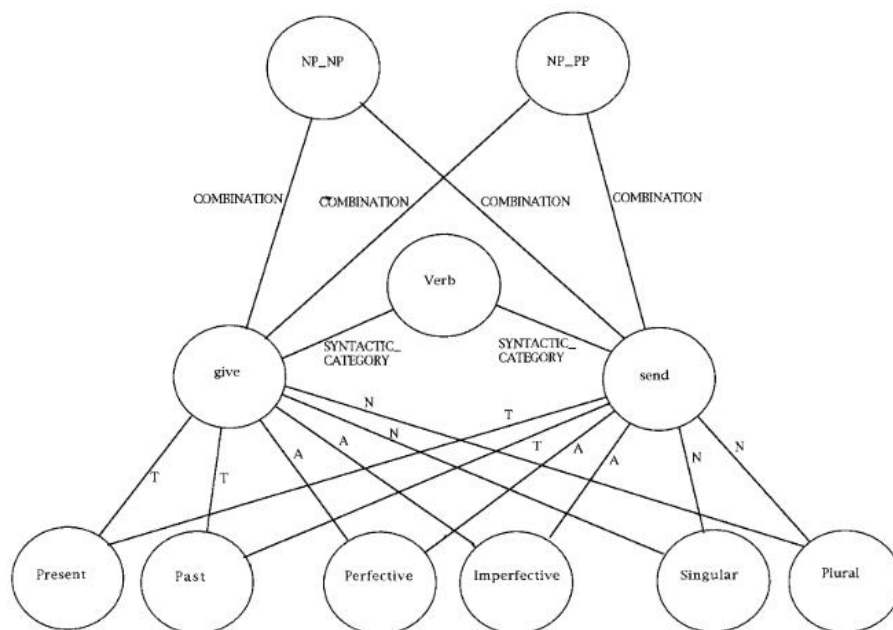 NP_NP
NP_PP
COMBINATION
COMBINATION
COMBINATION
COMBINATION
Verb
SYNTACTIC_
CATEGORY
SYNTACTIC_
CATEGORY
give
send
N
T
A
N
T
A
N
N
T
T
A
A
Present
Past
Perfective
Imperfective
Singular
Plural